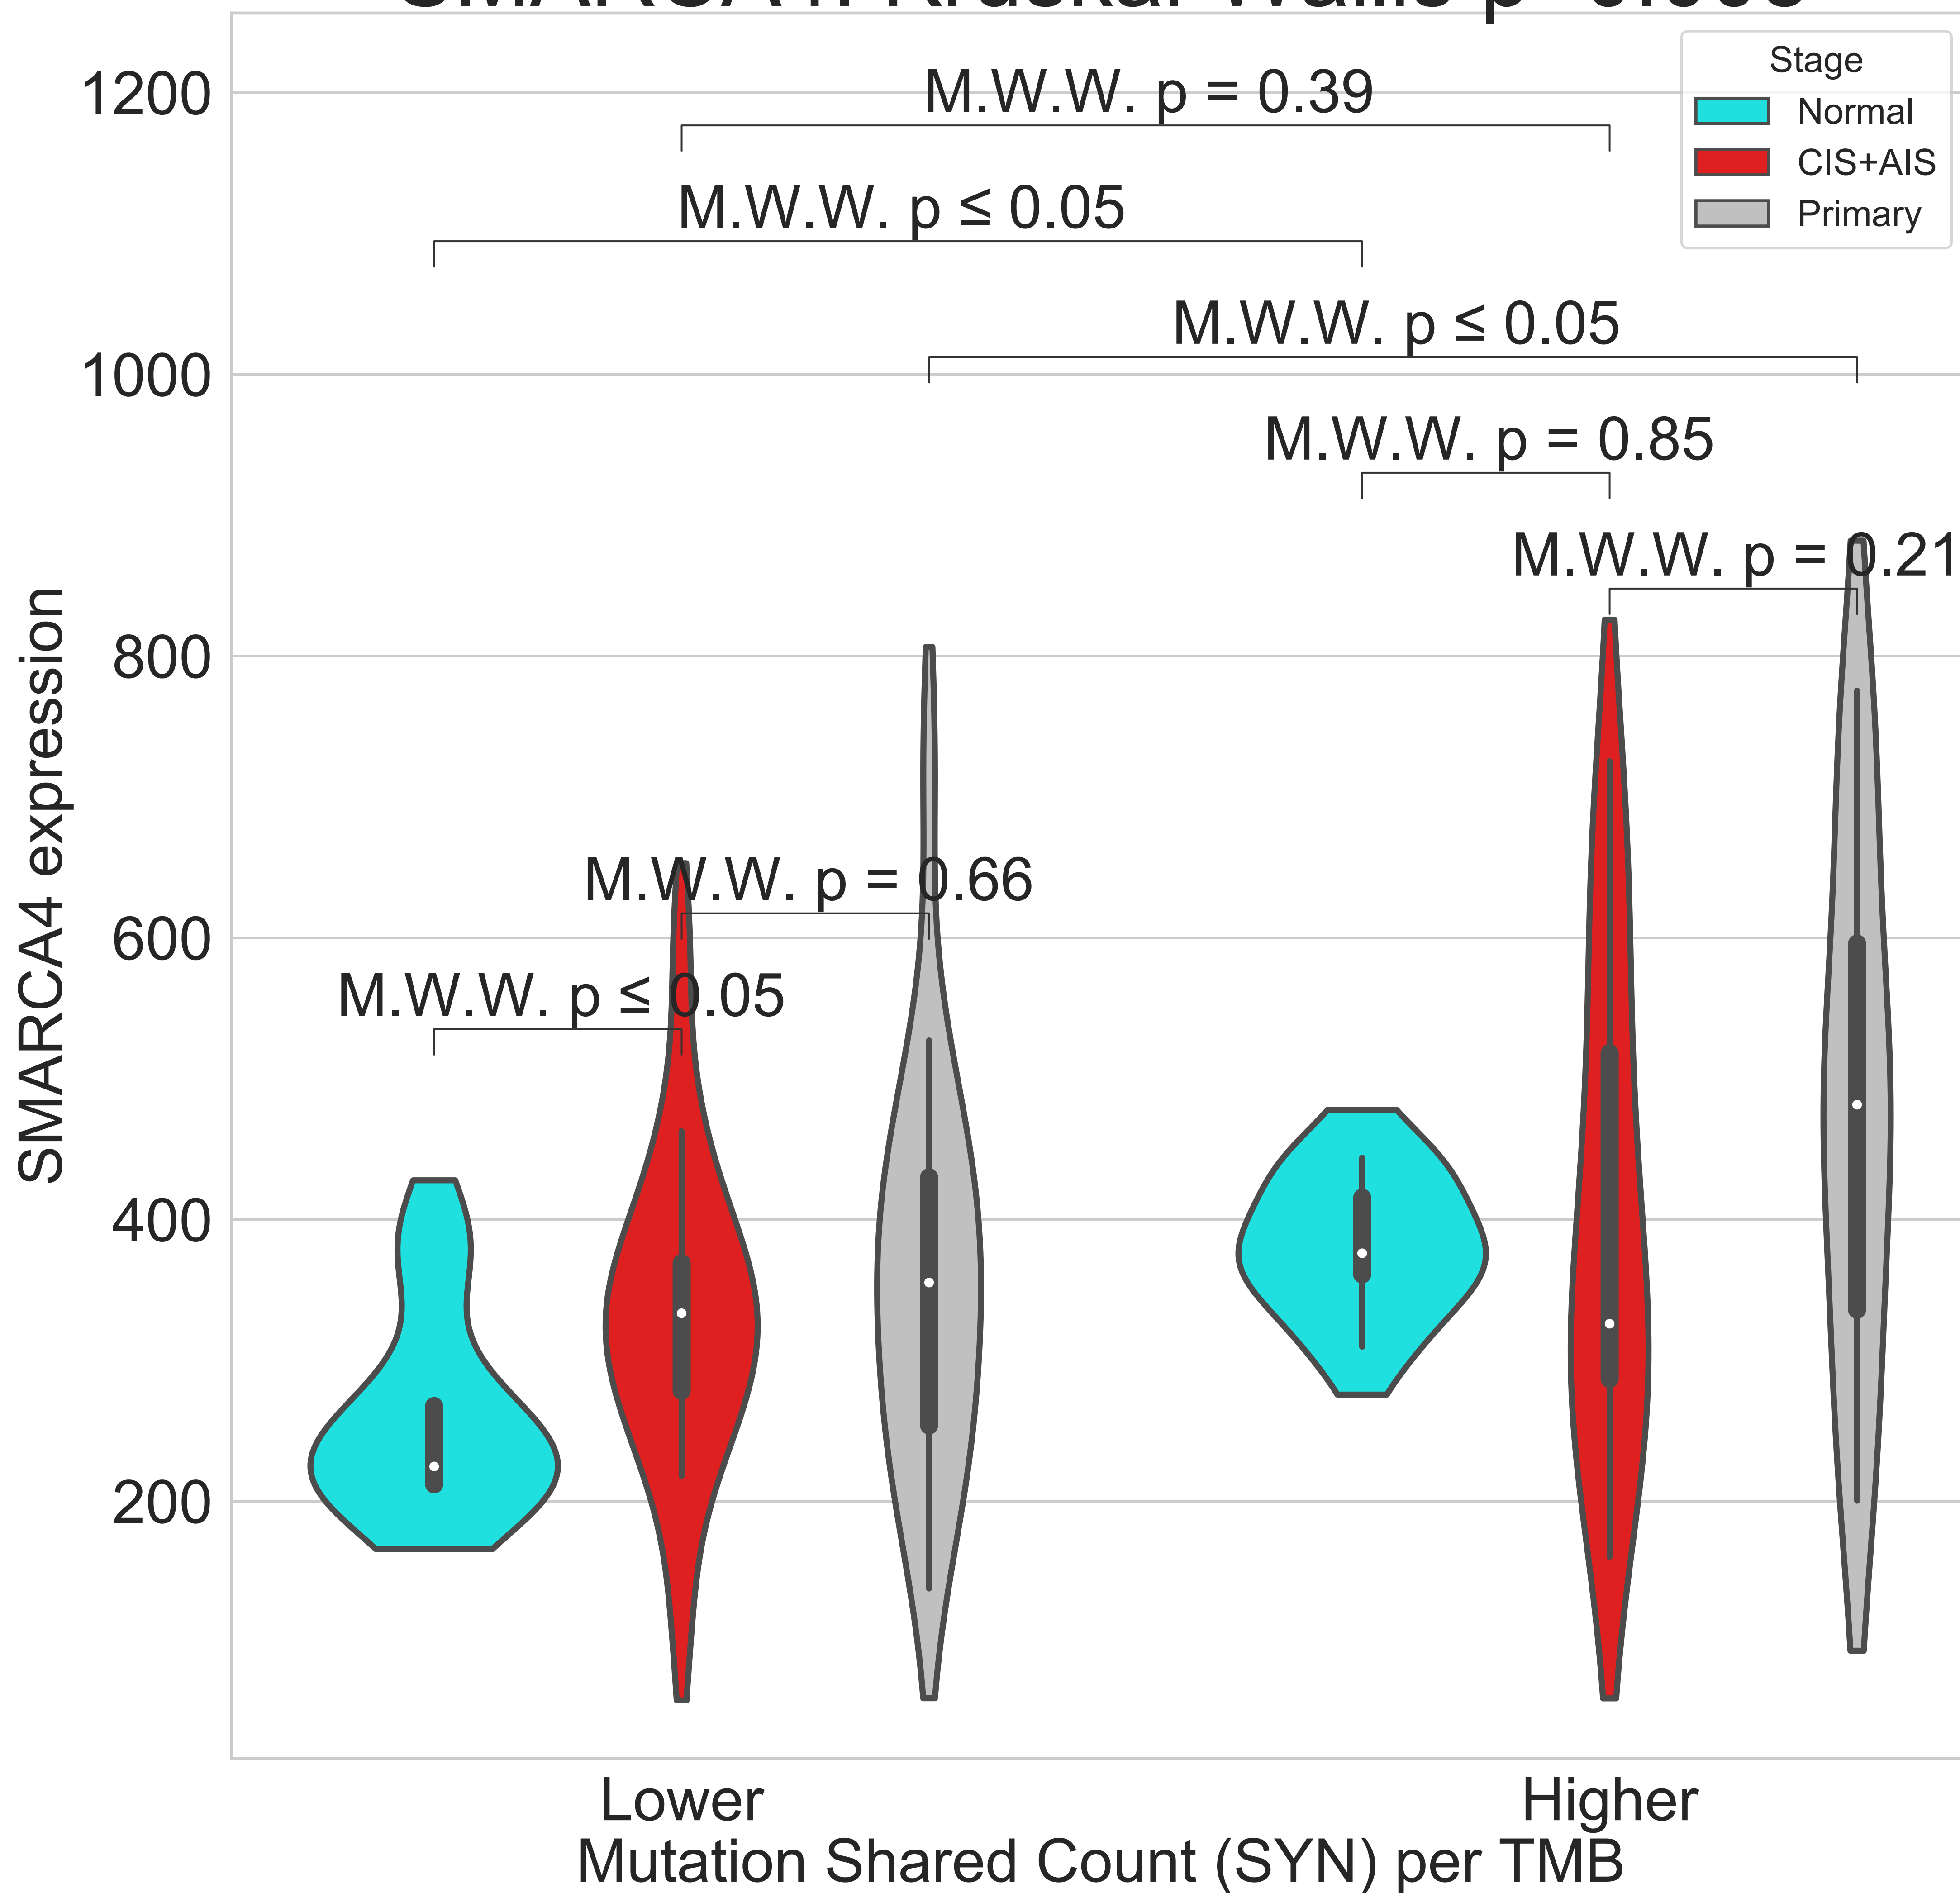 Stage
Normal
CIS+AIS
Primary
1200
1000
800
600
400
200
SMARCA4 expression
M.W.W. p = 0.39
M.W.W. p ≤ 0.05
M.W.W. p ≤ 0.05
M.W.W. p = 0.85
M.W.W. p = 0.21
M.W.W. p = 0.66
M.W.W. p ≤ 0.05
Lower
Higher
Mutation Shared Count (SYN) per TMB